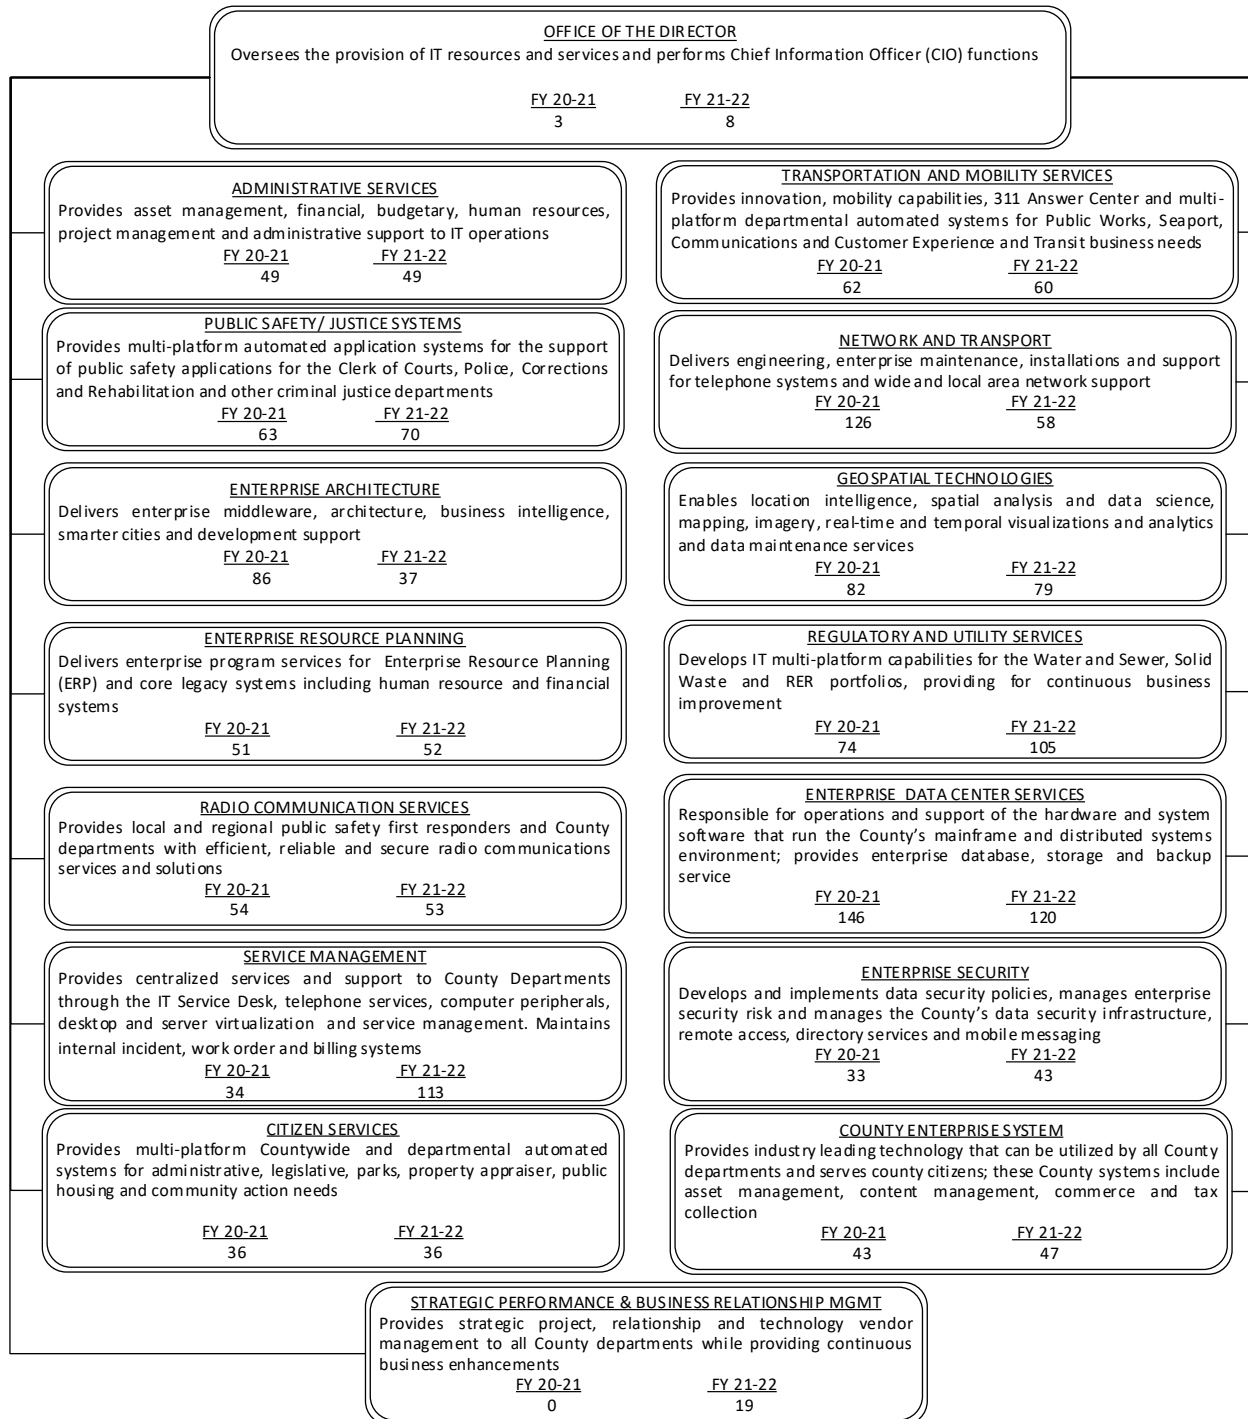 OFFICE OF THE DIRECTOR
Oversees the provision of IT resources and services and performs Chief Information Officer (CIO) functions
FY 20-21 FY 21-22
3 8
ADMINISTRATIVE SERVICES
Provides asset management, financial, budgetary, human resources,
project management and administrative support to IT operations
FY 20-21 FY 21-22
49 49
TRANSPORTATION AND MOBILITY SERVICES
Provides innovation, mobility capabilities, 311 Answer Center and multi-
platform departmental automated systems for Public Works, Seaport,
Communications and Customer Experience and Transit business needs
FY 20-21 FY 21-22
62 60
PUBLIC SAFETY/ JUSTICE SYSTEMS
Provides multi-platform automated application systems for the support
of public safety applications for the Clerk of Courts, Police, Corrections
and Rehabilitation and other criminal justice departments
FY 20-21 FY 21-22
63 70
NETWORK AND TRANSPORT
Delivers engineering, enterprise maintenance, installations and support
for telephone systems and wide and local area network support
FY 20-21 FY 21-22
126 58
ENTERPRISE ARCHITECTURE
Delivers enterprise middleware, architecture, business intelligence,
smarter cities and development support
FY 20-21 FY 21-22
86 37
GEOSPATIAL TECHNOLOGIES
Enables location intelligence, spatial analysis and data science,
mapping, imagery, real-time and temporal visualizations and analytics
and data maintenance services
FY 20-21 FY 21-22
82 79
ENTERPRISE RESOURCE PLANNING
Delivers enterprise program services for Enterprise Resource Planning
(ERP) and core legacy systems including human resource and financial
systems
FY 20-21 FY 21-22
51 52
REGULATORY AND UTILITY SERVICES
Develops IT multi-platform capabilities for the Water and Sewer, Solid
Waste and RER portfolios, providing for continuous business
improvement
FY 20-21 FY 21-22
74 105
RADIO COMMUNICATION SERVICES
Provides local and regional public safety first responders and County
departments with efficient, reliable and secure radio communications
services and solutions
FY 20-21 FY 21-22
54 53
ENTERPRISE DATA CENTER SERVICES
Responsible for operations and support of the hardware and system
software that run the County’s mainframe and distributed systems
environment; provides enterprise database, storage and backup
service
FY 20-21 FY 21-22
146 120
SERVICE MANAGEMENT
Provides centralized services and support to County Departments
through the IT Service Desk, telephone services, computer peripherals,
desktop and server virtualization and service management. Maintains
internal incident, work order and billing systems
FY 20-21 FY 21-22
34 113
ENTERPRISE SECURITY
Develops and implements data security policies, manages enterprise
security risk and manages the County’s data security infrastructure,
remote access, directory services and mobile messaging
FY 20-21 FY 21-22
33 43
CITIZEN SERVICES
Provides multi-platform Countywide and departmental automated
systems for administrative, legislative, parks, property appraiser, public
housing and community action needs
FY 20-21 FY 21-22
36 36
COUNTY ENTERPRISE SYSTEM
Provides industry leading technology that can be utilized by all County
departments and serves county citizens; these County systems include
asset management, content management, commerce and tax
collection
FY 20-21 FY 21-22
43 47
STRATEGIC PERFORMANCE & BUSINESS RELATIONSHIP MGMT
Provides strategic project, relationship and technology vendor
management to all County departments while providing continuous
business enhancements
FY 20-21 FY 21-22
0 19